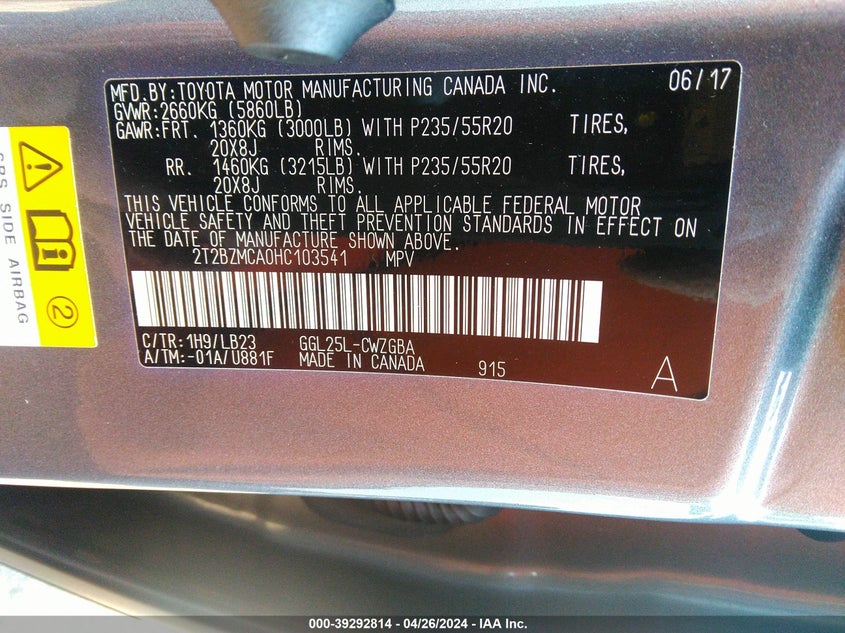 MFD.BY:TOYOTA MOTOR MANUFACTURING CANADA INC. 06/17
GVWR:2660KG (5860LB)
GAWR:FRT. 1360KG (3000LB) WITH P235/55R20 TIRES,
20X8J RIMS.
RR. 1460KG (3215LB) WITH P235/55R20 TIRES,
20X8J RIMS.
THIS VEHICLE CONFORMS TO ALL APPLICABLE FEDERAL MOTOR
VEHICLE SAFETY AND THEFT PREVENTION STANDARDS IN EFFECT ON
THE DATE OF MANUFACTURE SHOWN ABOVE.
2T2BZMCA0HC103541 MPV
C/TR:1H9/LB23 GGL25L-CWZGBA
A/TM:-01A/U881F MADE IN CANADA 915 A
SIDE AIRBAG
2
000-39292814 - 04/26/2024 - IAA Inc.